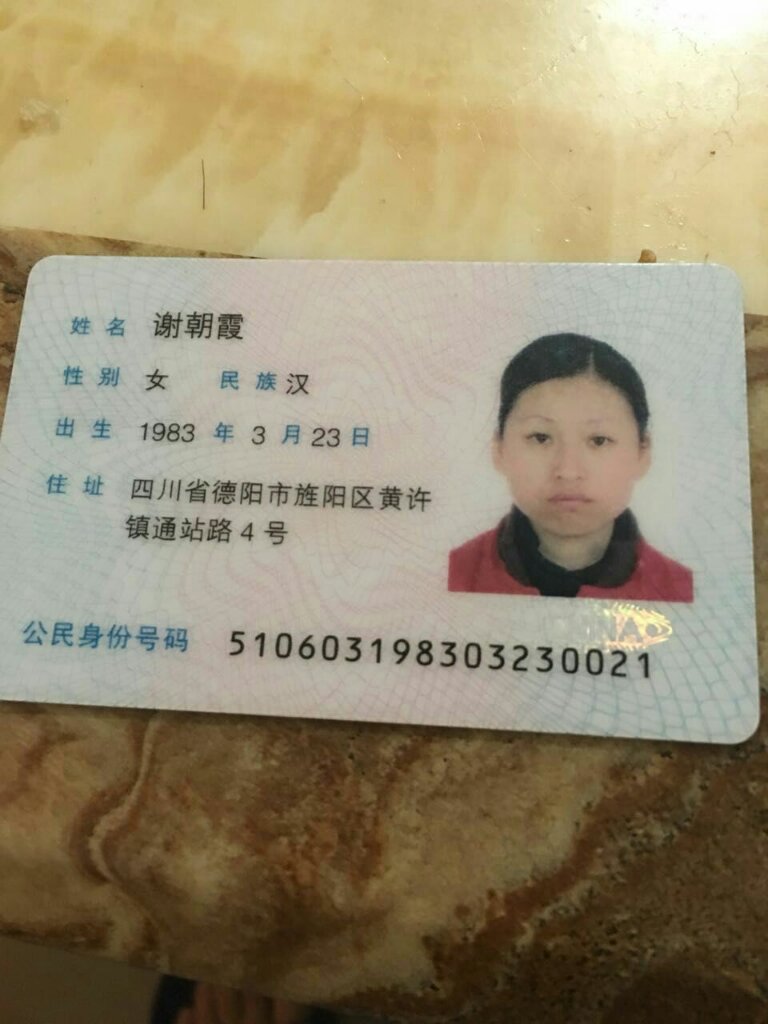 姓名 谢朝霞
性别 女 民族 汉
出生 1983 年 3 月 23 日
住址 四川省德阳市旌阳区黄许
镇通站路 4 号
公民身份号码 510603198303230021